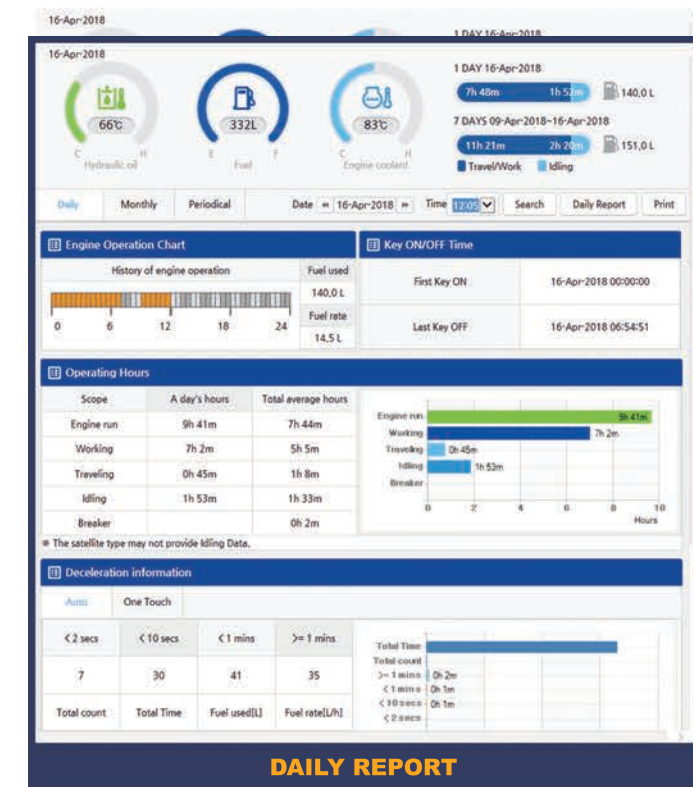 16-Apr-2018
1 DAY 16-Apr-2018
16-Apr-2018
66℃
C H
Hydraulic oil
332L
E F
Fuel
83℃
C H
Engine coolant
1 DAY 16-Apr-2018
7h 48m 1h 52m 140,0 L
7 DAYS 09-Apr-2018~16-Apr-2018
11h 21m 2h 20m 151,0 L
Travel/Work Idling
Daily Monthly Periodical Date 16-Apr-2018 Time 12:05 Search Daily Report Print
Engine Operation Chart
History of engine operation
0 6 12 18 24
Fuel used
140,0 L
Fuel rate
14,5 L
Key ON/OFF Time
First Key ON 16-Apr-2018 00:00:00
Last Key OFF 16-Apr-2018 06:54:51
Operating Hours
Scope A day's hours Total average hours
Engine run 9h 41m 7h 44m
Working 7h 2m 5h 5m
Traveling 0h 45m 1h 8m
Idling 1h 53m 1h 33m
Breaker 0h 2m
Engine run 9h 41m
Working 7h 2m
Traveling 0h 45m
Idling 1h 53m
Breaker
0 2 4 6 8 10
Hours
※ The satellite type may not provide Idling Data.
Deceleration information
Auto One Touch
< 2 secs < 10 secs < 1 mins >= 1 mins
7 30 41 35
Total count Total Time Fuel used[L] Fuel rate[L/h]
Total Time
Total count
>= 1 mins 0h 2m
< 1 mins 0h 1m
< 10 secs 0h 1m
< 2 secs
DAILY REPORT